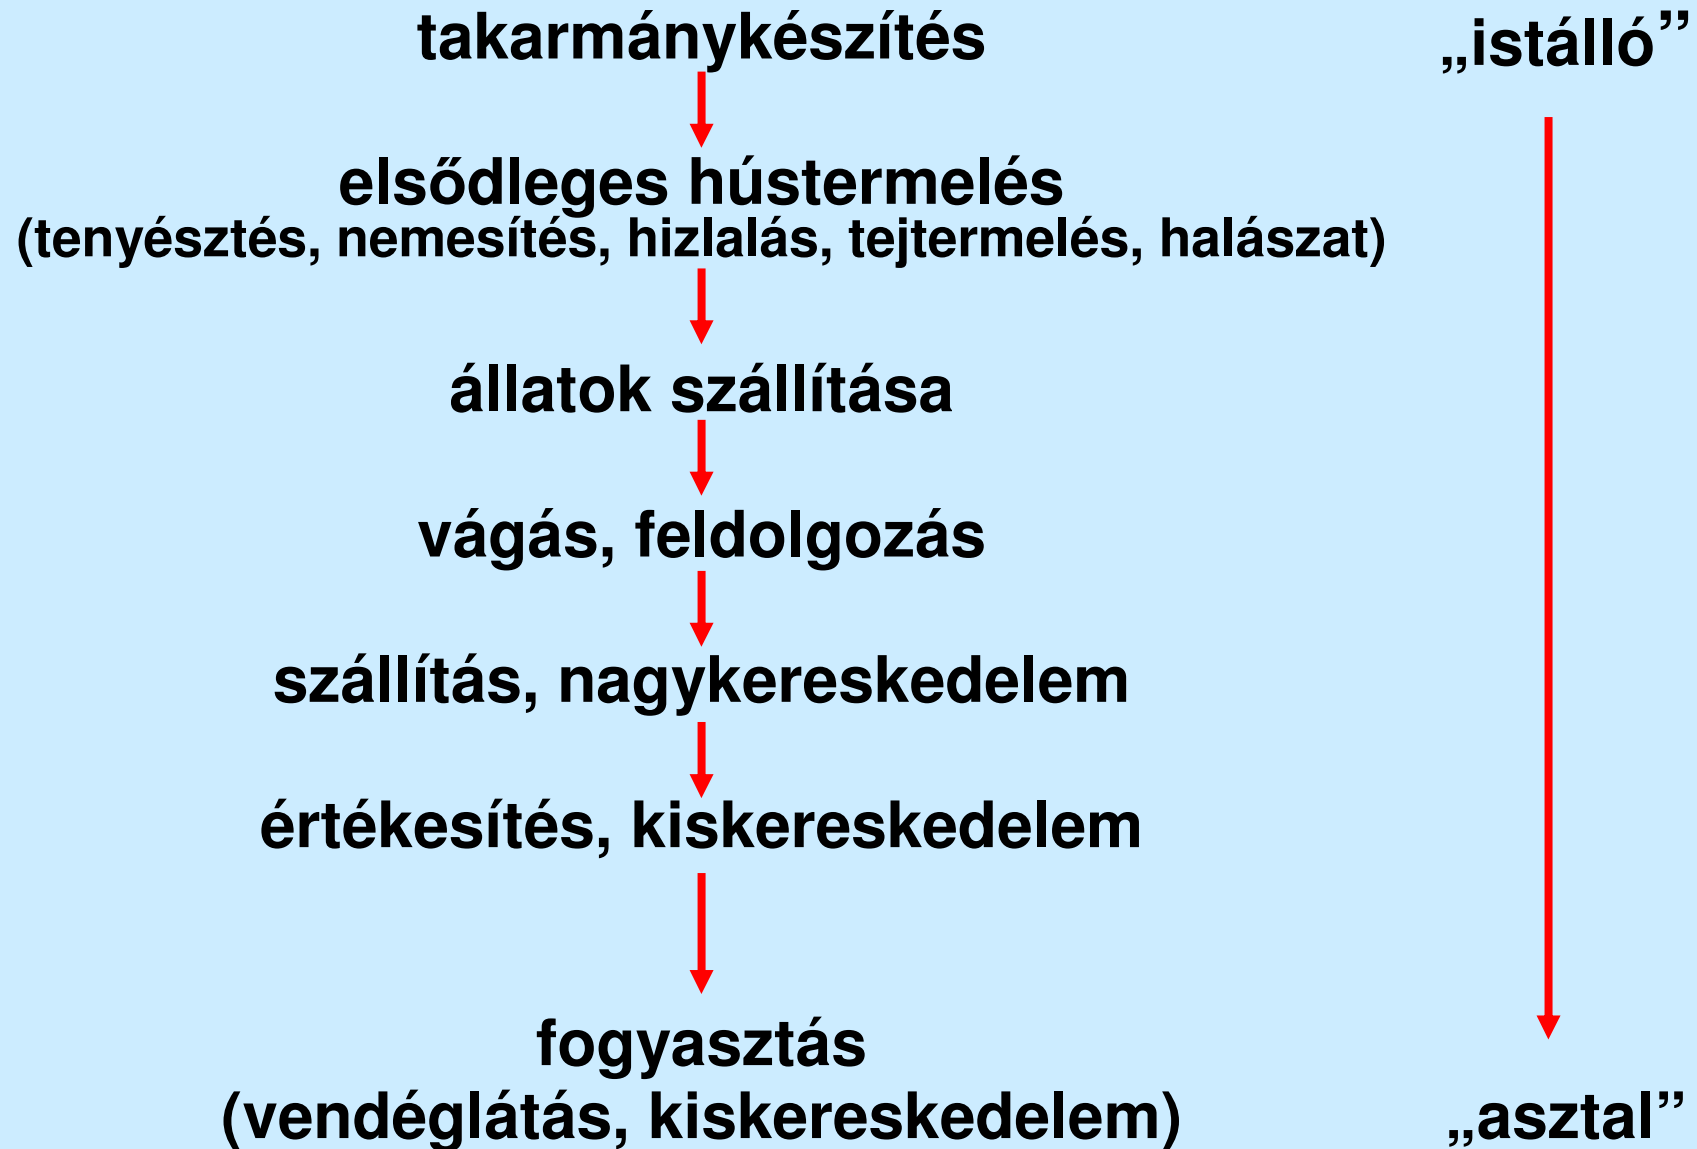 takarmánykészítés
„istálló”
elsődleges hústermelés
(tenyésztés, nemesítés, hizlalás, tejtermelés, halászat)
állatok szállítása
vágás, feldolgozás
szállítás, nagykereskedelem
értékesítés, kiskereskedelem
fogyasztás
(vendéglátás, kiskereskedelem)
„asztal”